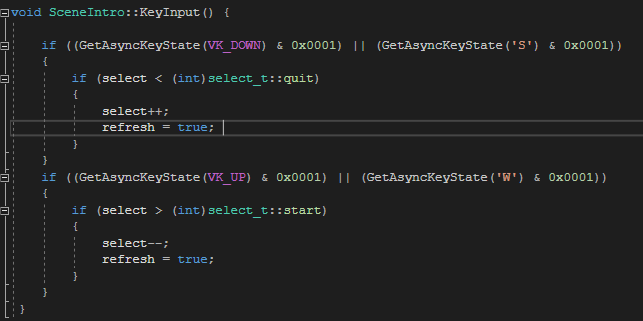 void SceneIntro::KeyInput() {
if ((GetAsyncKeyState(VK_DOWN) & 0x0001) || (GetAsyncKeyState('S') & 0x0001))
{
if (select < (int)select_t::quit)
{
select++;
refresh = true;
}
}
if ((GetAsyncKeyState(VK_UP) & 0x0001) || (GetAsyncKeyState('W') & 0x0001))
{
if (select > (int)select_t::start)
{
select--;
refresh = true;
}
}
}